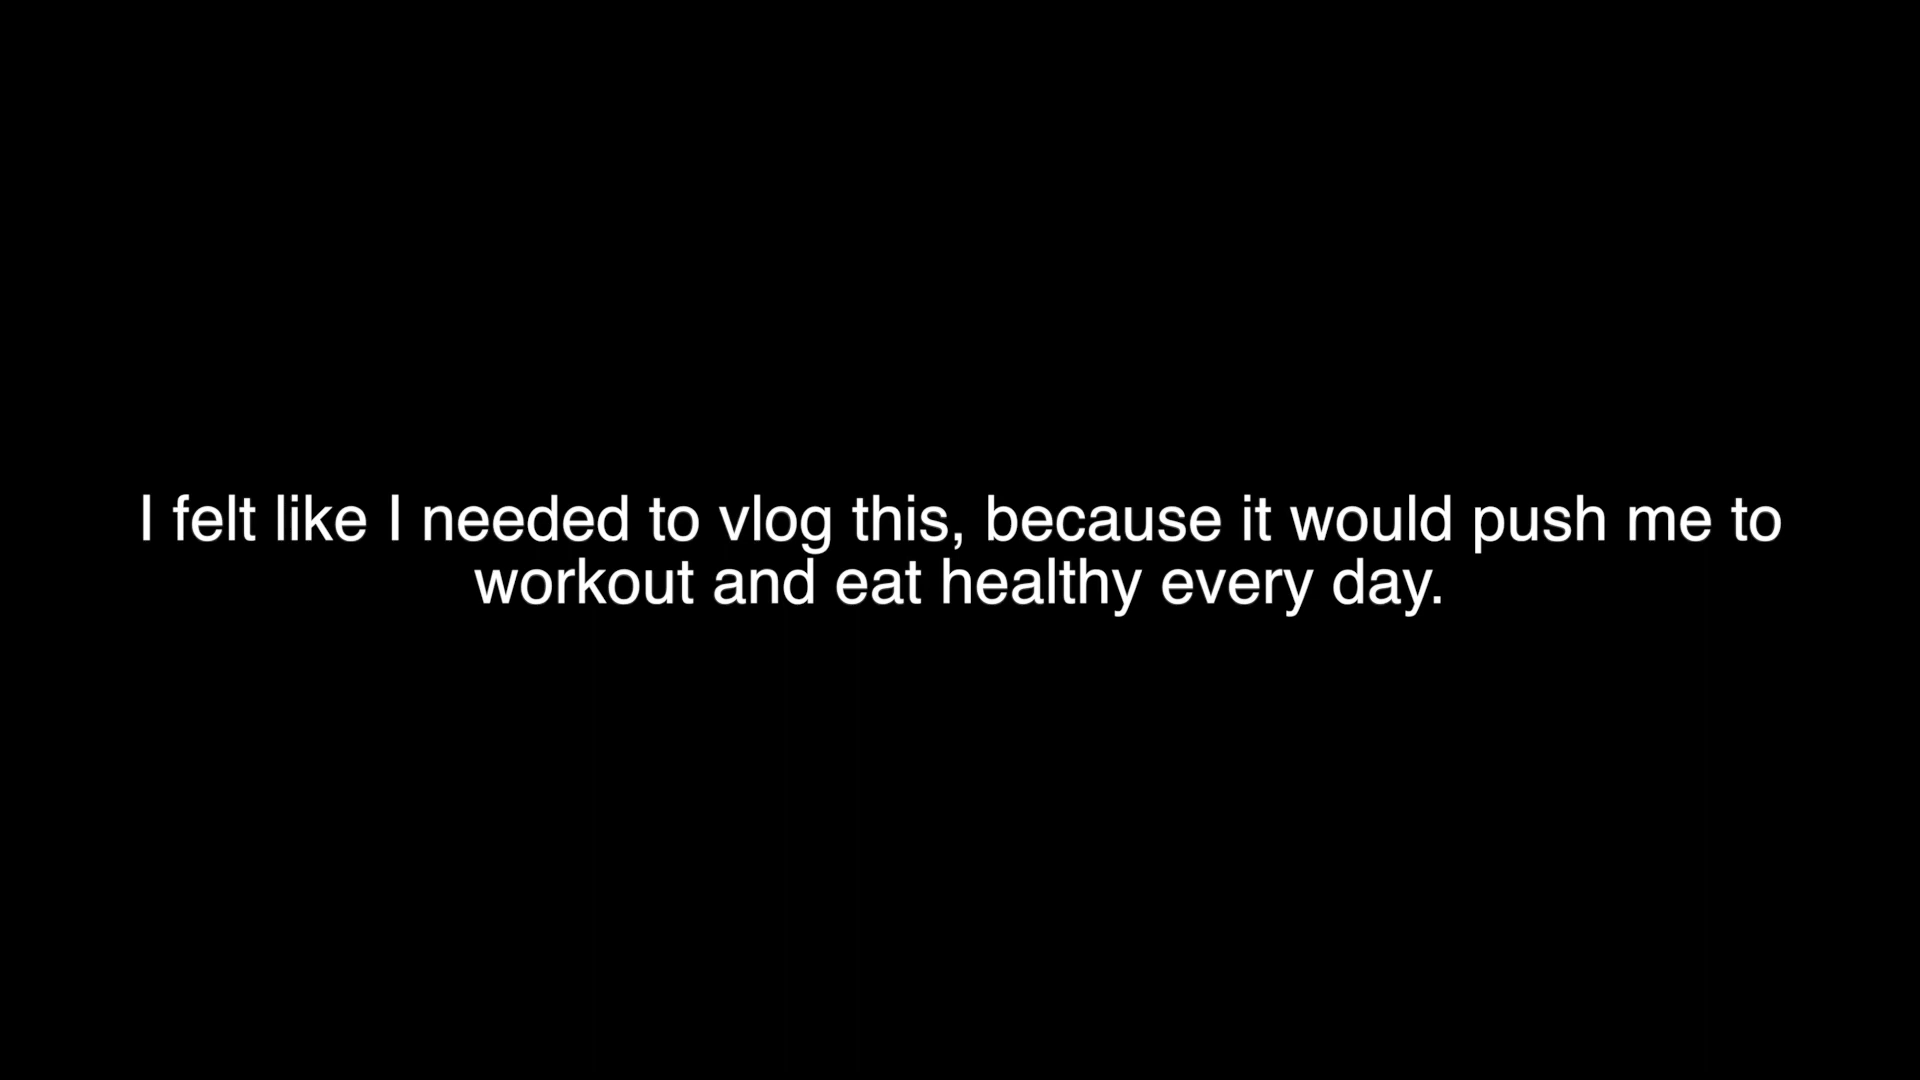 I felt like I needed to vlog this, because it would push me to
workout and eat healthy every day.